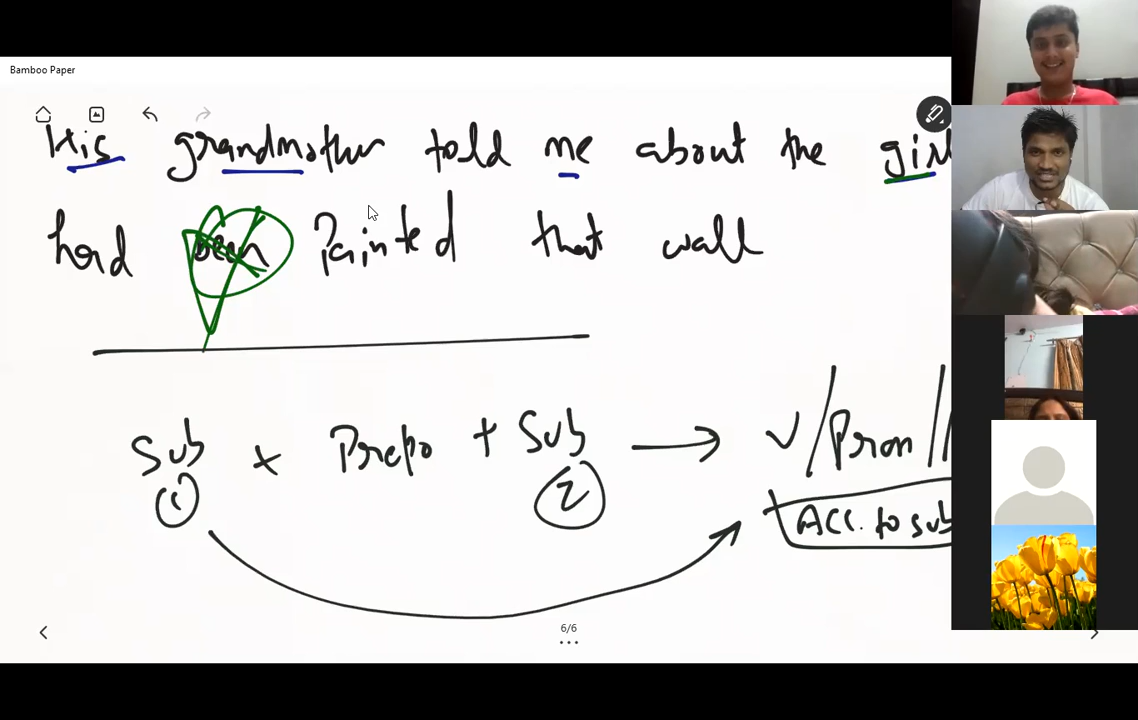 Bamboo Paper
His grandmother told me about the girl
had been Painted that wall
Sub x Prepo + Sub → V/Pron/
① ②
Acc. to sub
6/6